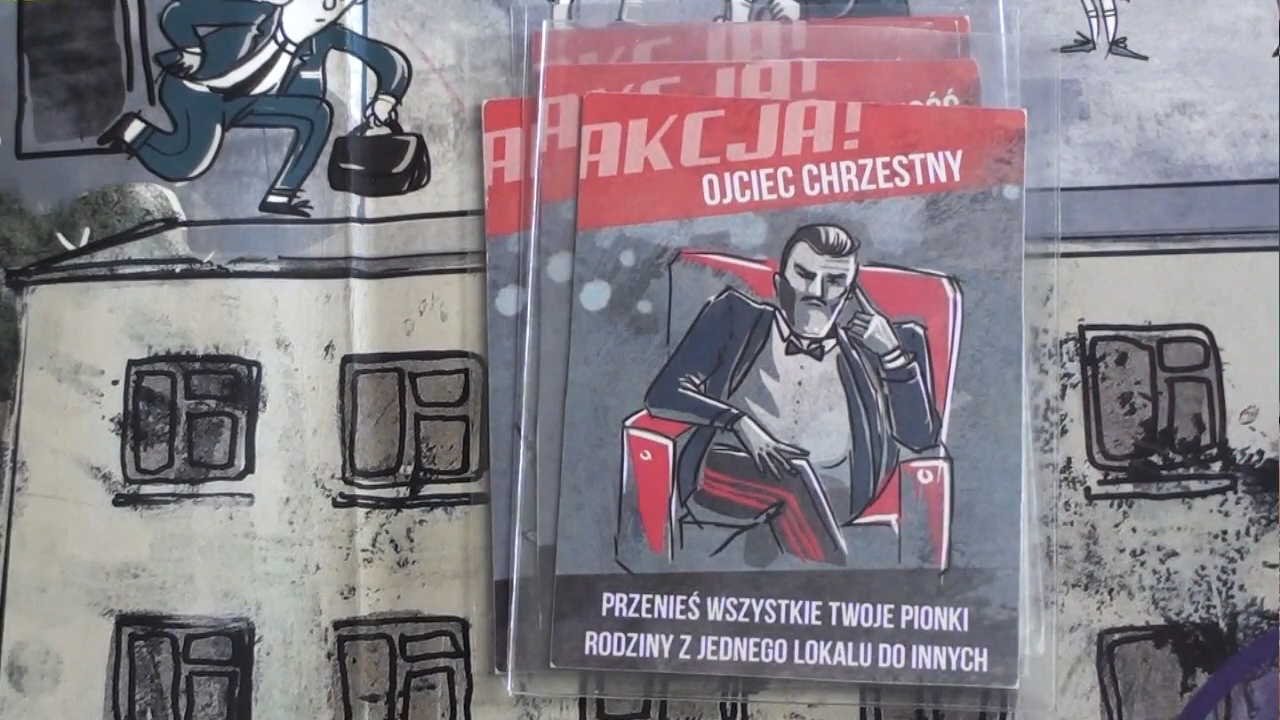 AKCJA!
OJCIEC CHRZESTNY
PRZENIEŚ WSZYSTKIE TWOJE PIONKI
RODZINY Z JEDNEGO LOKALU DO INNYCH